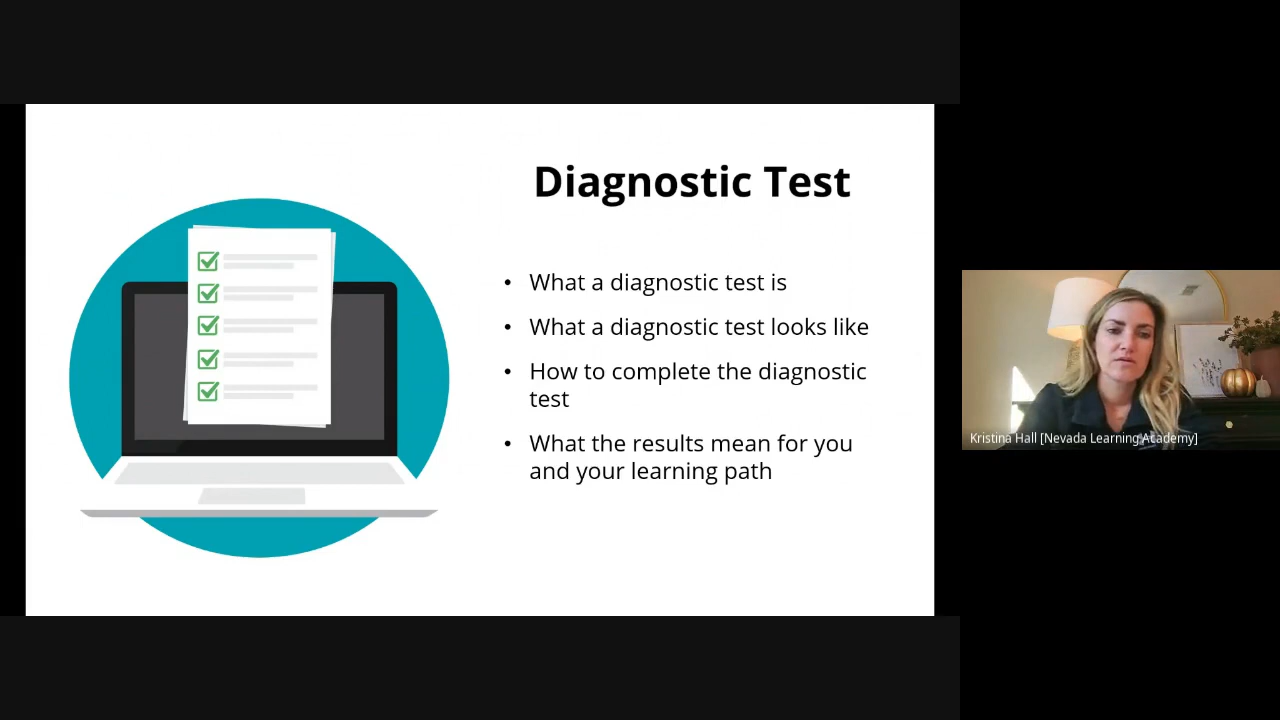 Diagnostic Test
• What a diagnostic test is
• What a diagnostic test looks like
• How to complete the diagnostic
test
• What the results mean for you
and your learning path
Kristina Hall [Nevada Learning Academy]